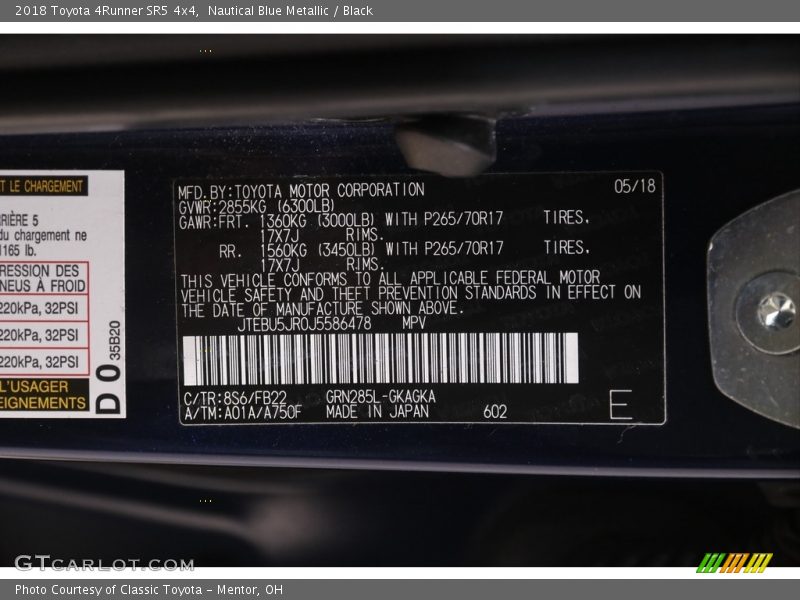 2018 Toyota 4Runner SR5 4x4, Nautical Blue Metallic / Black
T LE CHARGEMENT
RIÈRE 5
du chargement ne
1165 lb.
RESSION DES
NEUS À FROID
220kPa, 32PSI
220kPa, 32PSI
220kPa, 32PSI
L'USAGER
EIGNEMENTS
D0 35B20
MFD. BY: TOYOTA MOTOR CORPORATION 05/18
GVWR: 2855KG (6300LB)
GAWR: FRT. 1360KG (3000LB) WITH P265/70R17 TIRES.
17X7J RIMS.
RR. 1560KG (3450LB) WITH P265/70R17 TIRES.
17X7J RIMS.
THIS VEHICLE CONFORMS TO ALL APPLICABLE FEDERAL MOTOR
VEHICLE SAFETY AND THEFT PREVENTION STANDARDS IN EFFECT ON
THE DATE OF MANUFACTURE SHOWN ABOVE.
JTEBU5JR0J5586478 MPV
C/TR: 8S6/FB22 GRN285L-GKAGKA
A/TM: A01A/A750F MADE IN JAPAN 602 E
GTCARLOT.COM
Photo Courtesy of Classic Toyota - Mentor, OH